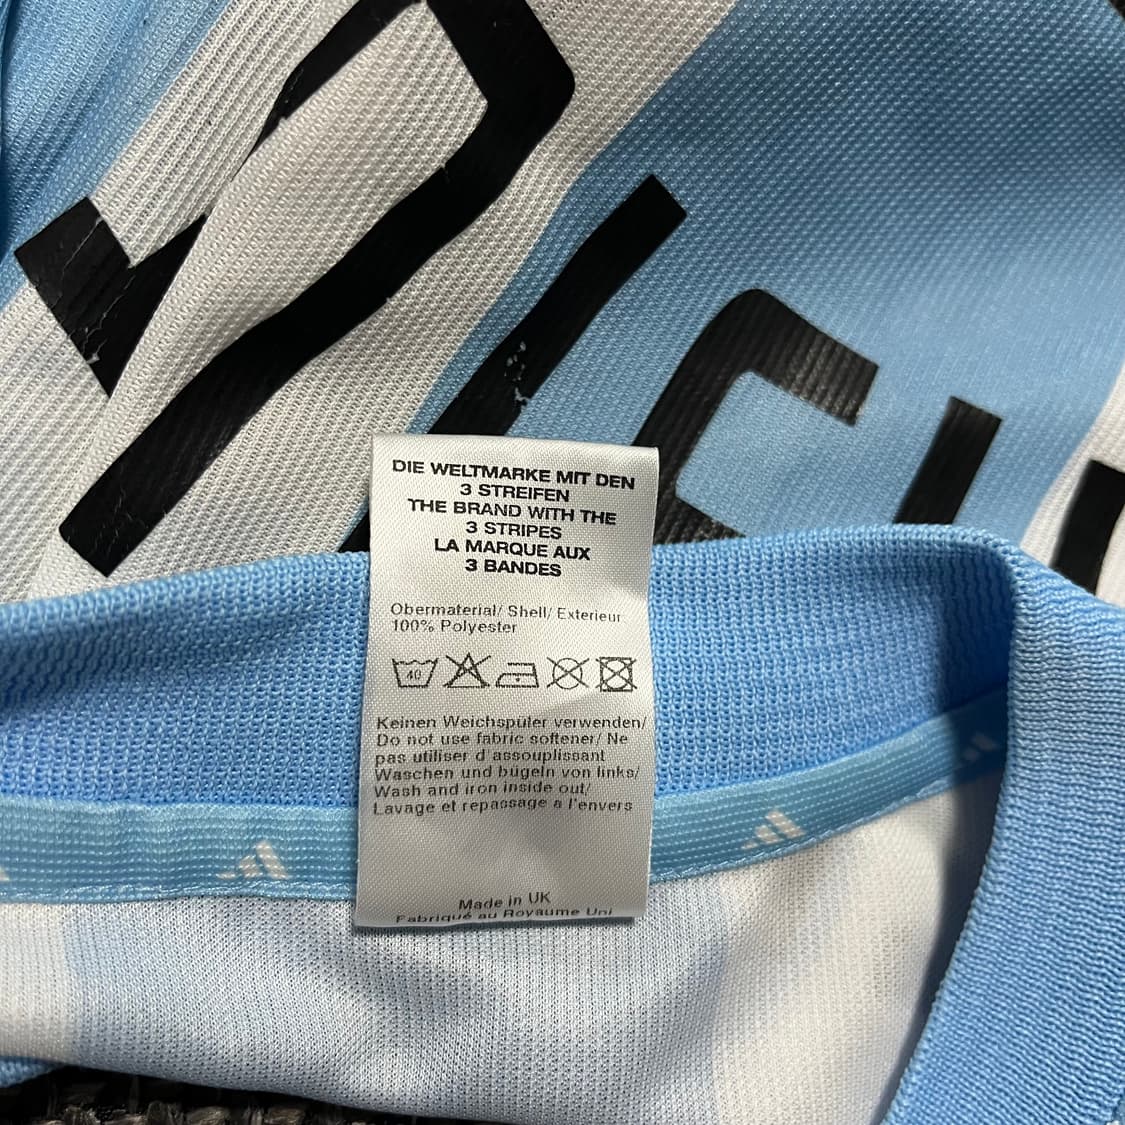 DIE WELTMARKE MIT DEN
3 STREIFEN
THE BRAND WITH THE
3 STRIPES
LA MARQUE AUX
3 BANDES
Obermaterial/ Shell/ Exterieur
100% Polyester
40
Keinen Weichspüler verwenden/
Do not use fabric softener/ Ne
pas utiliser d'assouplissant
Waschen und bügeln von links/
Wash and iron inside out/
Lavage et repassage a l'envers
Made in UK
Fabriqué au Royaume Uni